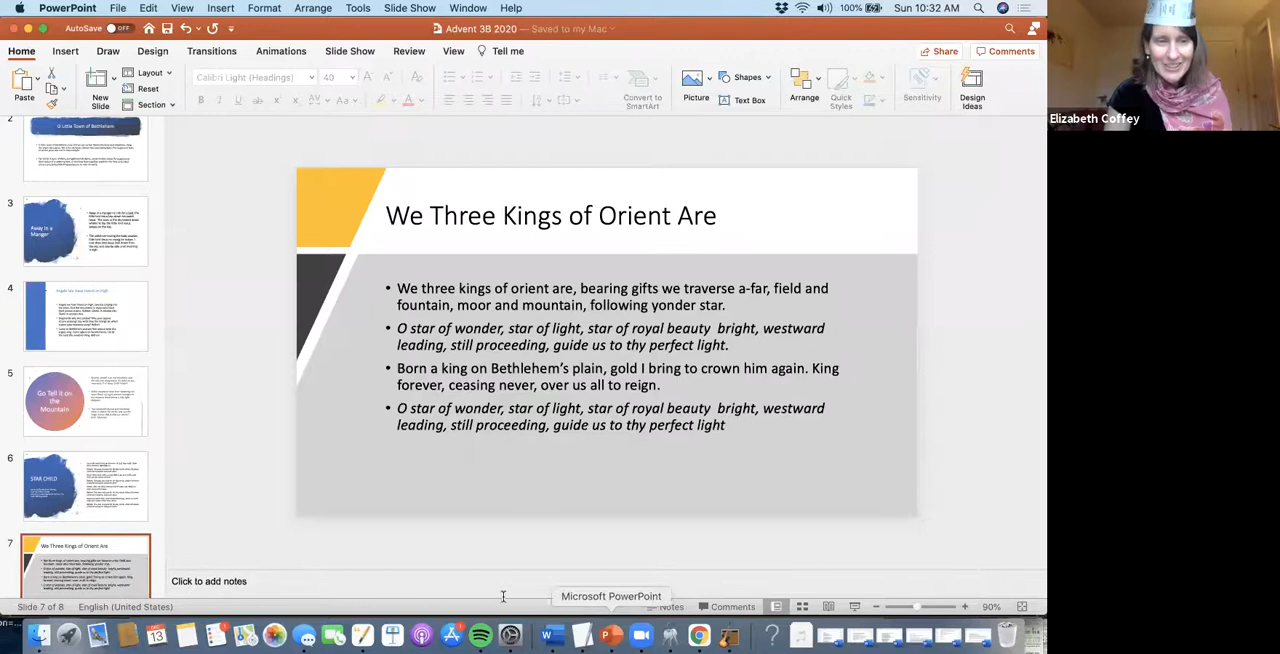 PowerPoint File Edit View Insert Format Arrange Tools Slide Show Window Help 100% Sun 10:32 AM
AutoSave OFF Advent 3B 2020 — Saved to my Mac
Home Insert Draw Design Transitions Animations Slide Show Review View Tell me Share Comments
Paste
New Slide
Layout
Reset
Section
Calibri Light (Headings) 40
Convert to SmartArt
Picture
Shapes
Text Box
Arrange
Quick Styles
Sensitivity
Design Ideas
Elizabeth Coffey
2
O Little Town of Bethlehem
3
Away in a
Manger
4
5
Go Tell it on
the
Mountain
6
STAR CHILD
7
We Three Kings of Orient Are
We Three Kings of Orient Are
• We three kings of orient are, bearing gifts we traverse a-far, field and
fountain, moor and mountain, following yonder star.
• O star of wonder, star of light, star of royal beauty bright, westward
leading, still proceeding, guide us to thy perfect light.
• Born a king on Bethlehem’s plain, gold I bring to crown him again. King
forever, ceasing never, over us all to reign.
• O star of wonder, star of light, star of royal beauty bright, westward
leading, still proceeding, guide us to thy perfect light
Click to add notes
Microsoft PowerPoint
Slide 7 of 8 English (United States) Notes Comments 90%
13